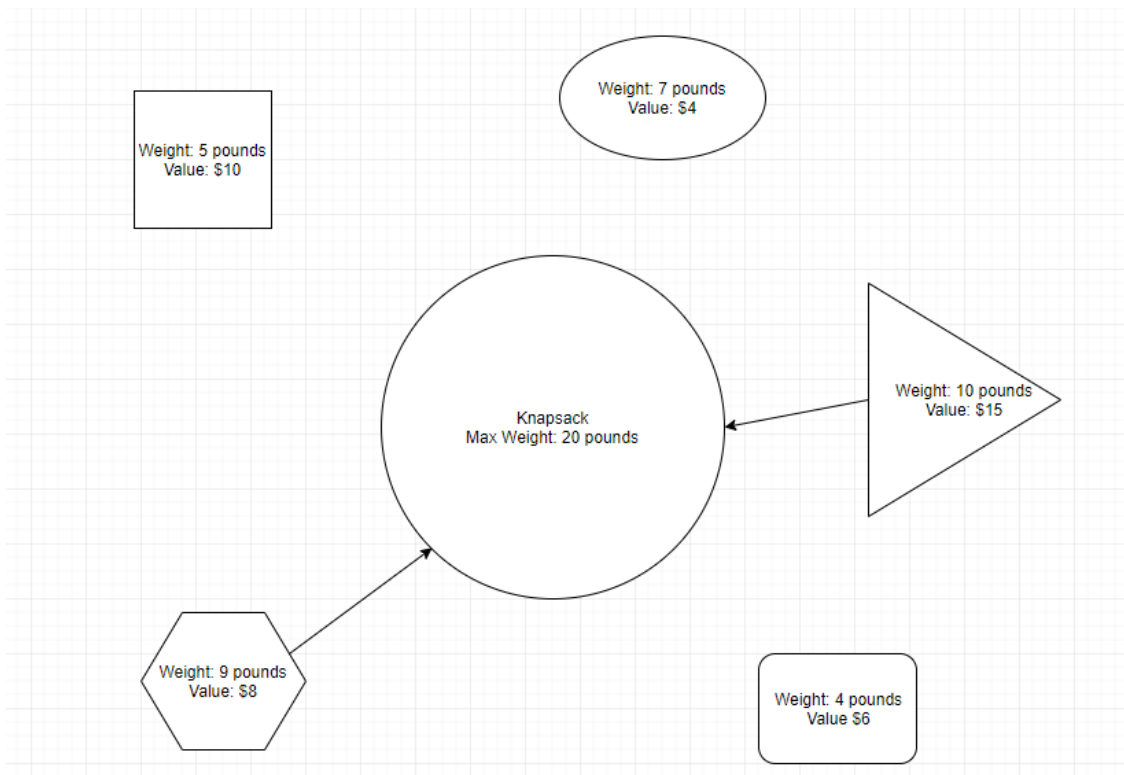 Weight: 7 pounds
Value: $4
Weight: 5 pounds
Value: $10
Weight: 10 pounds
Value: $15
Knapsack
Max Weight: 20 pounds
Weight: 9 pounds
Value: $8
Weight: 4 pounds
Value $6